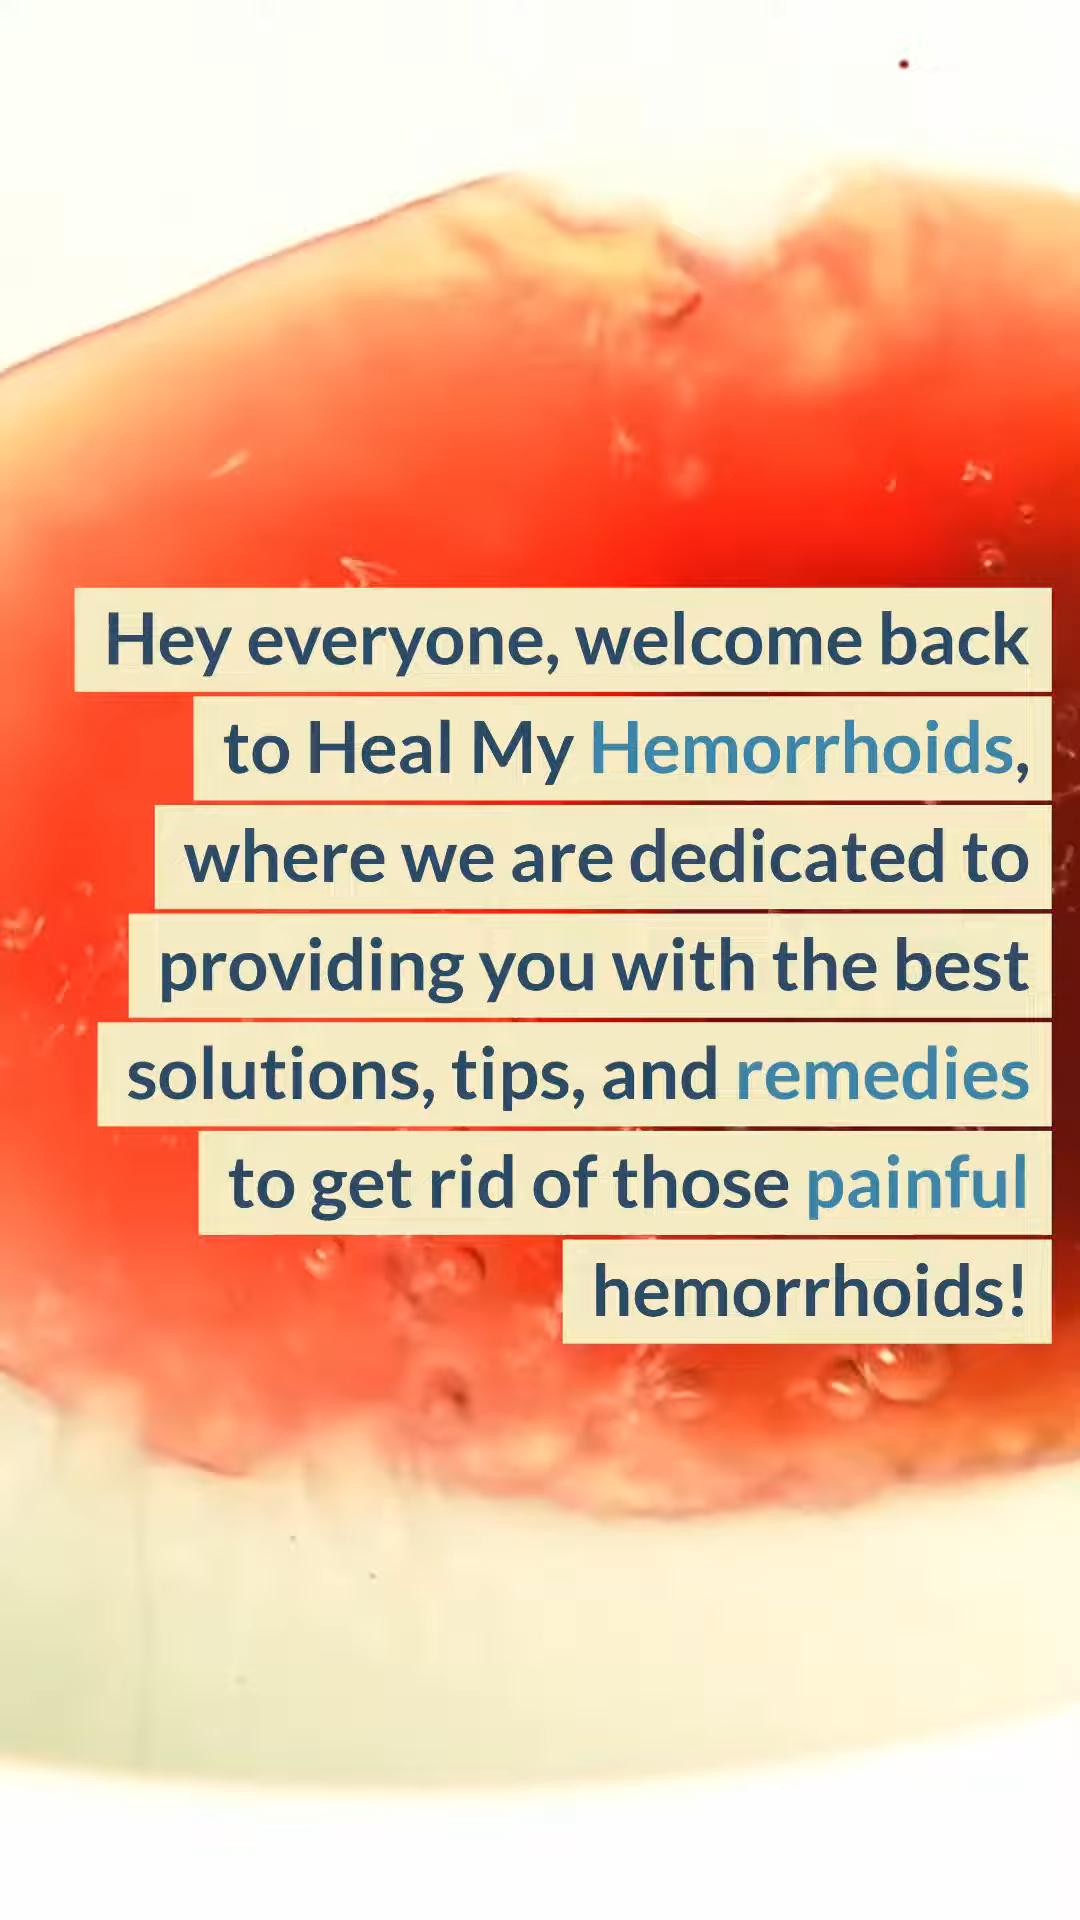 Hey everyone, welcome back
to Heal My Hemorrhoids,
where we are dedicated to
providing you with the best
solutions, tips, and remedies
to get rid of those painful
hemorrhoids!